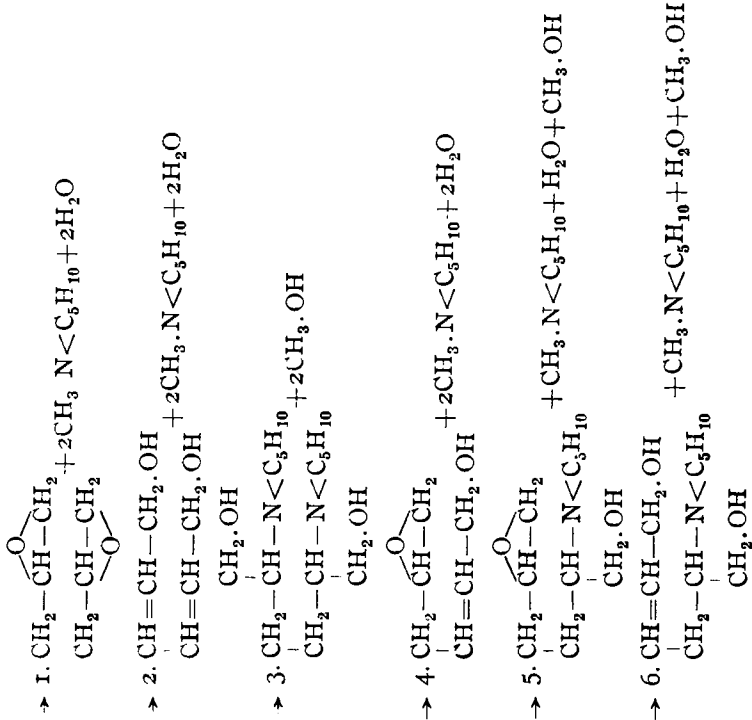 → 1. CH₂—CH—CH₂ +2CH₃ N<C₅H₁₀+2H₂O
O
CH₂—CH—CH₂
O
→ 2. CH=CH—CH₂.OH +2CH₃.N<C₅H₁₀+2H₂O
CH=CH—CH₂.OH
CH₂.OH
→ 3. CH₂—CH—N<C₅H₁₀ +2CH₃.OH
CH₂—CH—N<C₅H₁₀
CH₂.OH
O
→ 4. CH₂—CH—CH₂ +2CH₃.N<C₅H₁₀+2H₂O
CH=CH—CH₂.OH
O
→ 5. CH₂—CH—CH₂ +CH₃.N<C₅H₁₀+H₂O+CH₃.OH
CH₂—CH—N<C₅H₁₀
CH₂.OH
→ 6. CH=CH—CH₂.OH +CH₃.N<C₅H₁₀+H₂O+CH₃.OH
CH₂—CH—N<C₅H₁₀
CH₂.OH